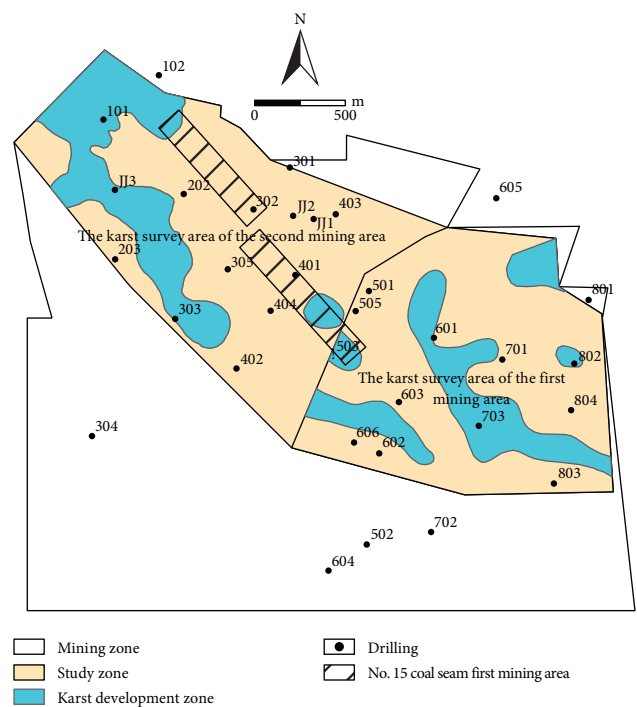 N
102
0 500 m
101
301
JJ3
202
605
302
JJ2
403
JJ1
The karst survey area of the second mining area
203
303
401
501
801
404
505
303
601
503
701
802
402
The karst survey area of the first
mining area
603
804
703
304
606
602
803
702
502
604
Mining zone
Drilling
Study zone
No. 15 coal seam first mining area
Karst development zone